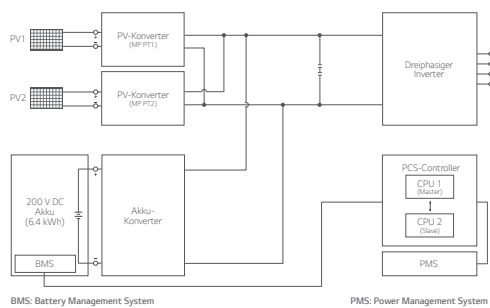 PV1
PV-Konverter
(MP PT1)
PV2
PV-Konverter
(MP PT2)
Dreiphasiger
Inverter
200 V DC
Akku
(6.4 kWh)
BMS
Akku-
Konverter
PCS-Controller
CPU 1
(Master)
CPU 2
(Slave)
PMS
BMS: Battery Management System
PMS: Power Management System